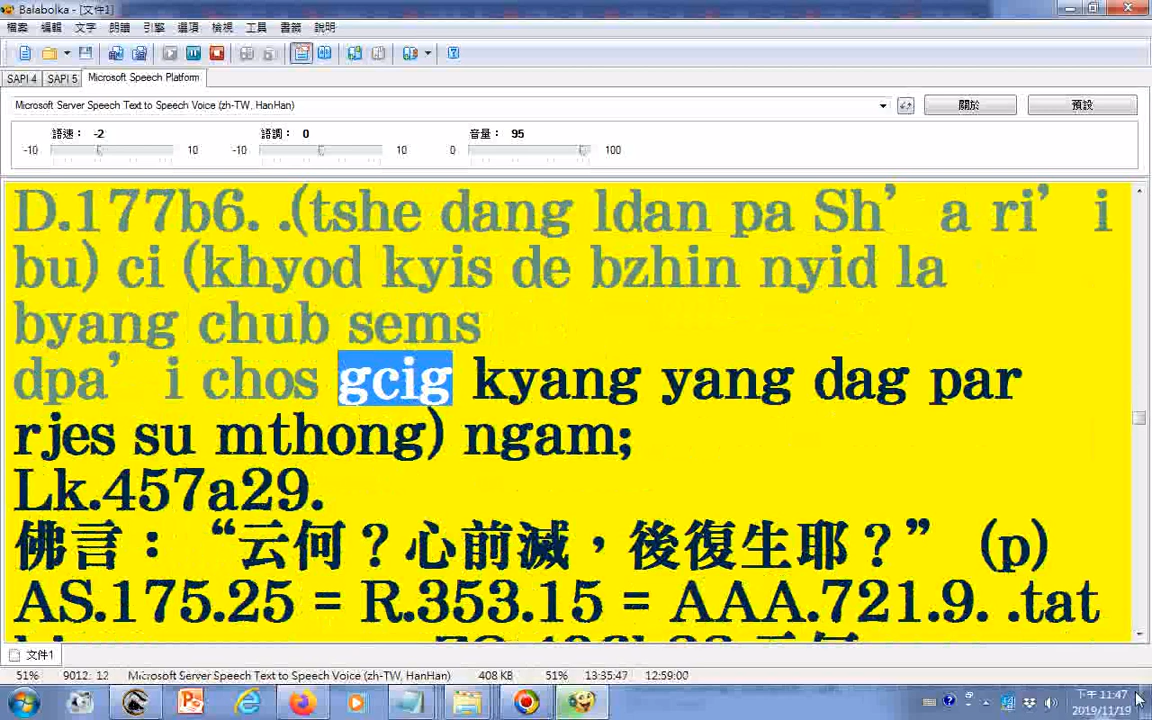 Balabolka - [文件1]
檔案 編輯 文字 朗讀 引擎 選項 檢視 工具 書籤 說明
SAPI 4 SAPI 5 Microsoft Speech Platform
Microsoft Server Speech Text to Speech Voice (zh-TW, HanHan)
關於 預設
語速： -2 語調： 0 音量： 95
-10 10 -10 10 0 100
D.177b6. .(tshe dang ldan pa Sh’a ri’i
bu) ci (khyod kyis de bzhin nyid la
byang chub sems
dpa’i chos gcig kyang yang dag par
rjes su mthong) ngam;
Lk.457a29.
佛言：“云何？心前滅，後復生耶？” (p)
AS.175.25 = R.353.15 = AAA.721.9. .tat
文件1
51% 9012: 12 Microsoft Server Speech Text to Speech Voice (zh-TW, HanHan) 408 KB 51% 13:35:47 12:59:00
下午 11:47
2019/11/19